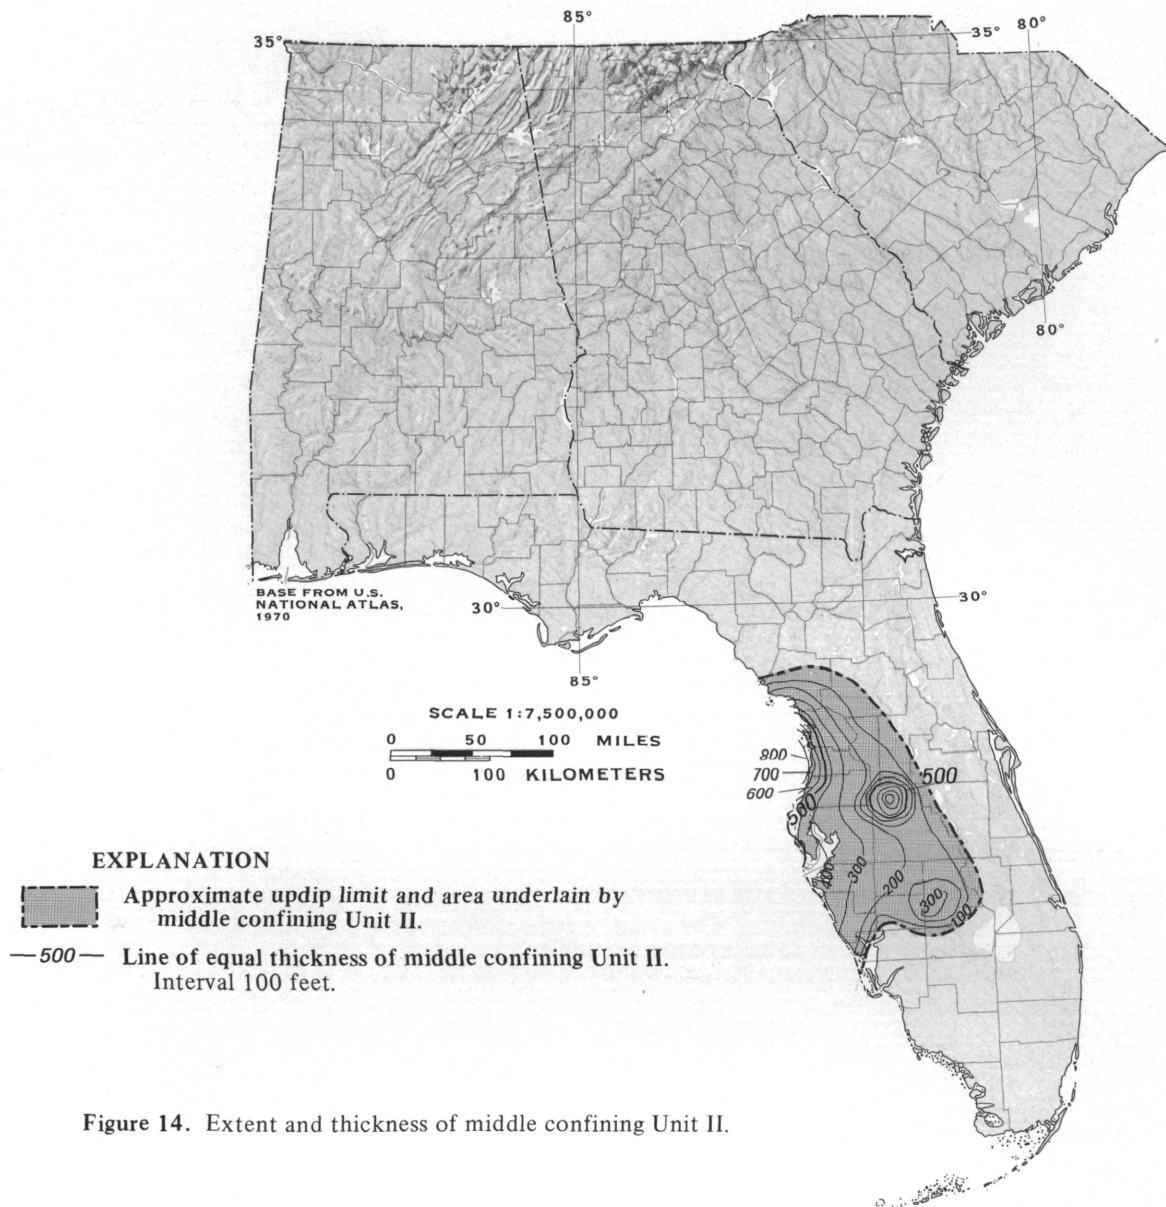 85°
80°
35°
35°
80°
BASE FROM U.S.
NATIONAL ATLAS,
1970
30°
30°
85°
SCALE 1:7,500,000
0 50 100 MILES
0 100 KILOMETERS
800
700
600
500
500
400
300
200
300
100
EXPLANATION
Approximate updip limit and area underlain by
middle confining Unit II.
—500— Line of equal thickness of middle confining Unit II.
Interval 100 feet.
Figure 14. Extent and thickness of middle confining Unit II.